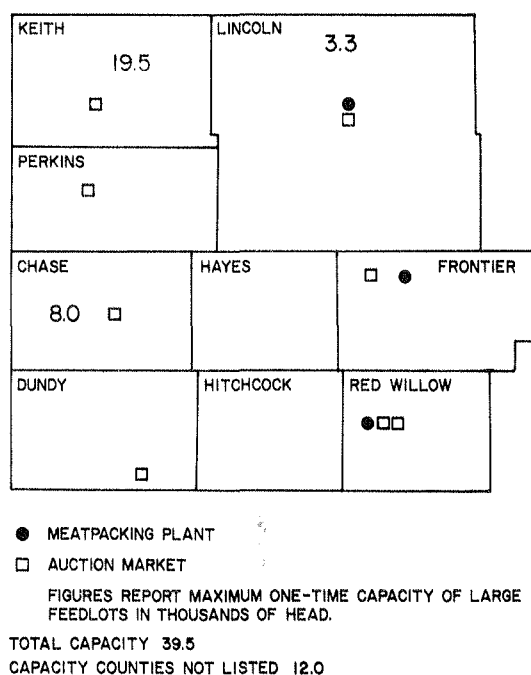 KEITH
LINCOLN
19.5
3.3
PERKINS
CHASE
HAYES
FRONTIER
8.0
DUNDY
HITCHCOCK
RED WILLOW
MEATPACKING PLANT
AUCTION MARKET
FIGURES REPORT MAXIMUM ONE-TIME CAPACITY OF LARGE
FEEDLOTS IN THOUSANDS OF HEAD.
TOTAL CAPACITY 39.5
CAPACITY COUNTIES NOT LISTED 12.0